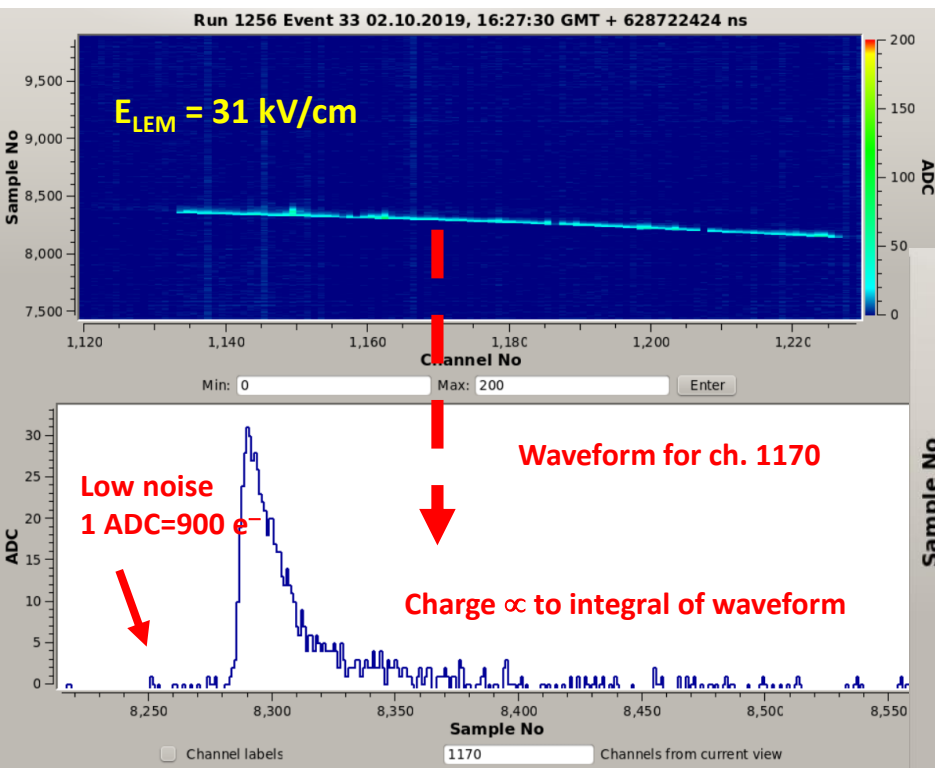 Run 1256 Event 33 02.10.2019, 16:27:30 GMT + 628722424 ns
E_LEM = 31 kV/cm
9,500
9,000
8,500
8,000
7,500
Sample No
200
150
100
50
0
ADC
1,120
1,140
1,160
1,180
1,200
1,220
Channel No
Min: 0 Max: 200 Enter
Waveform for ch. 1170
Low noise
1 ADC=900 e⁻
Charge ∝ to integral of waveform
30
25
20
15
10
5
0
ADC
8,250
8,300
8,350
8,400
8,450
8,500
8,550
Sample No
Channel labels 1170 Channels from current view
Sample No